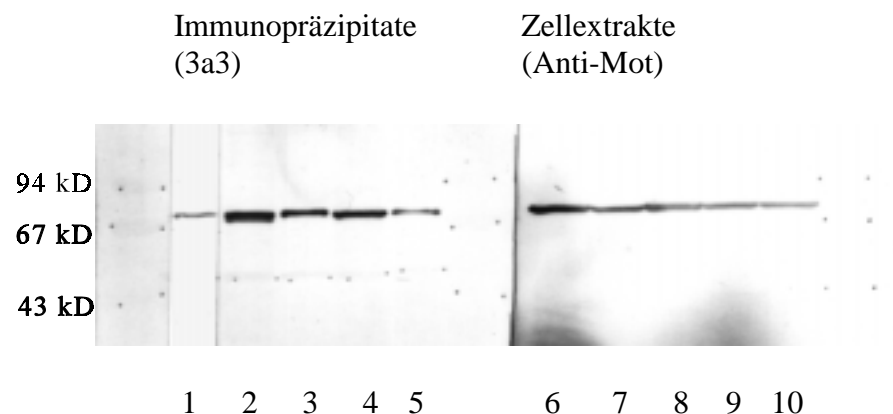 Immunopräzipitate
(3a3)
Zellextrakte
(Anti-Mot)
94 kD
67 kD
43 kD
1 2 3 4 5 6 7 8 9 10